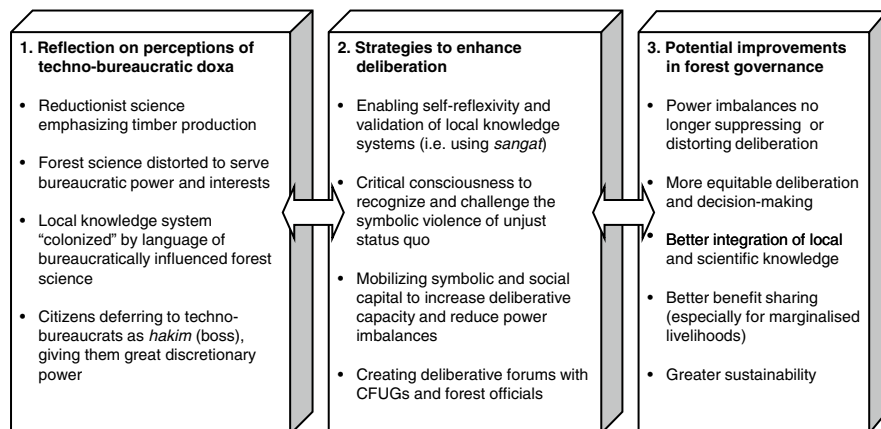 1. Reflection on perceptions of
techno-bureaucratic doxa
• Reductionist science
emphasizing timber production
• Forest science distorted to serve
bureaucratic power and interests
• Local knowledge system
“colonized” by language of
bureaucratically influenced forest
science
• Citizens deferring to techno-
bureaucrats as hakim (boss),
giving them great discretionary
power
2. Strategies to enhance
deliberation
• Enabling self-reflexivity and
validation of local knowledge
systems (i.e. using sangat)
• Critical consciousness to
recognize and challenge the
symbolic violence of unjust
status quo
• Mobilizing symbolic and social
capital to increase deliberative
capacity and reduce power
imbalances
• Creating deliberative forums with
CFUGs and forest officials
3. Potential improvements
in forest governance
• Power imbalances no
longer suppressing or
distorting deliberation
• More equitable deliberation
and decision-making
• Better integration of local
and scientific knowledge
• Better benefit sharing
(especially for marginalised
livelihoods)
• Greater sustainability